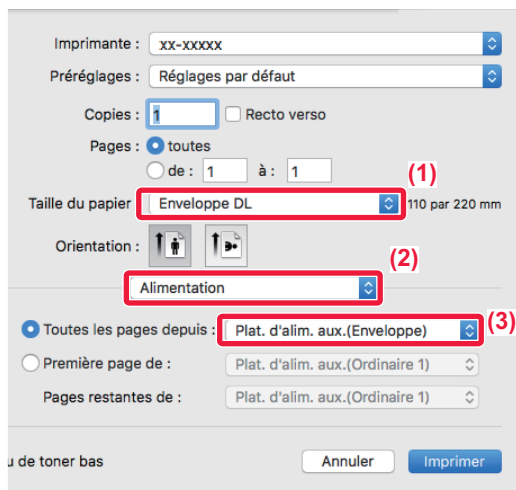 Imprimante : xx-xxxxx
Préréglages : Réglages par défaut
Copies : 1 Recto verso
Pages : toutes
de : 1 à : 1
(1)
Taille du papier Enveloppe DL 110 par 220 mm
Orientation :
(2)
Alimentation
Toutes les pages depuis : Plat. d'alim. aux.(Enveloppe) (3)
Première page de : Plat. d'alim. aux.(Ordinaire 1)
Pages restantes de : Plat. d'alim. aux.(Ordinaire 1)
u de toner bas Annuler Imprimer